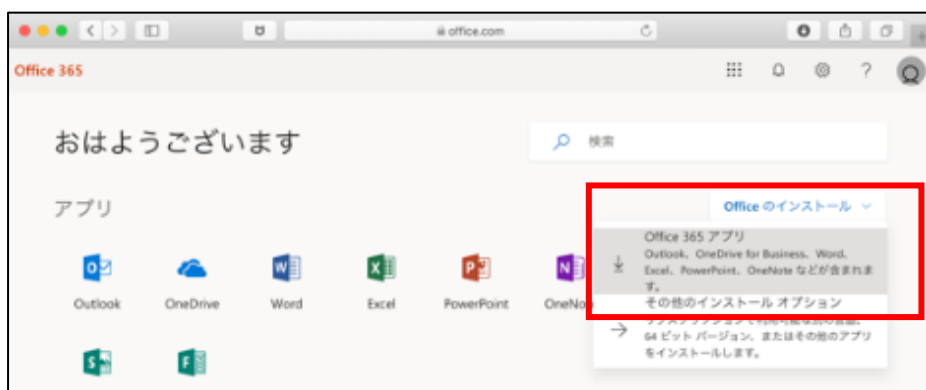 office.com
Office 365
おはようございます
検索
アプリ
Office のインストール
Office 365 アプリ
Outlook、OneDrive for Business、Word、
Excel、PowerPoint、OneNote などが含まれま
す。
その他のインストール オプション
64 ビット バージョン、またはその他のアプリ
をインストールします。
Outlook
OneDrive
Word
Excel
PowerPoint
OneNo